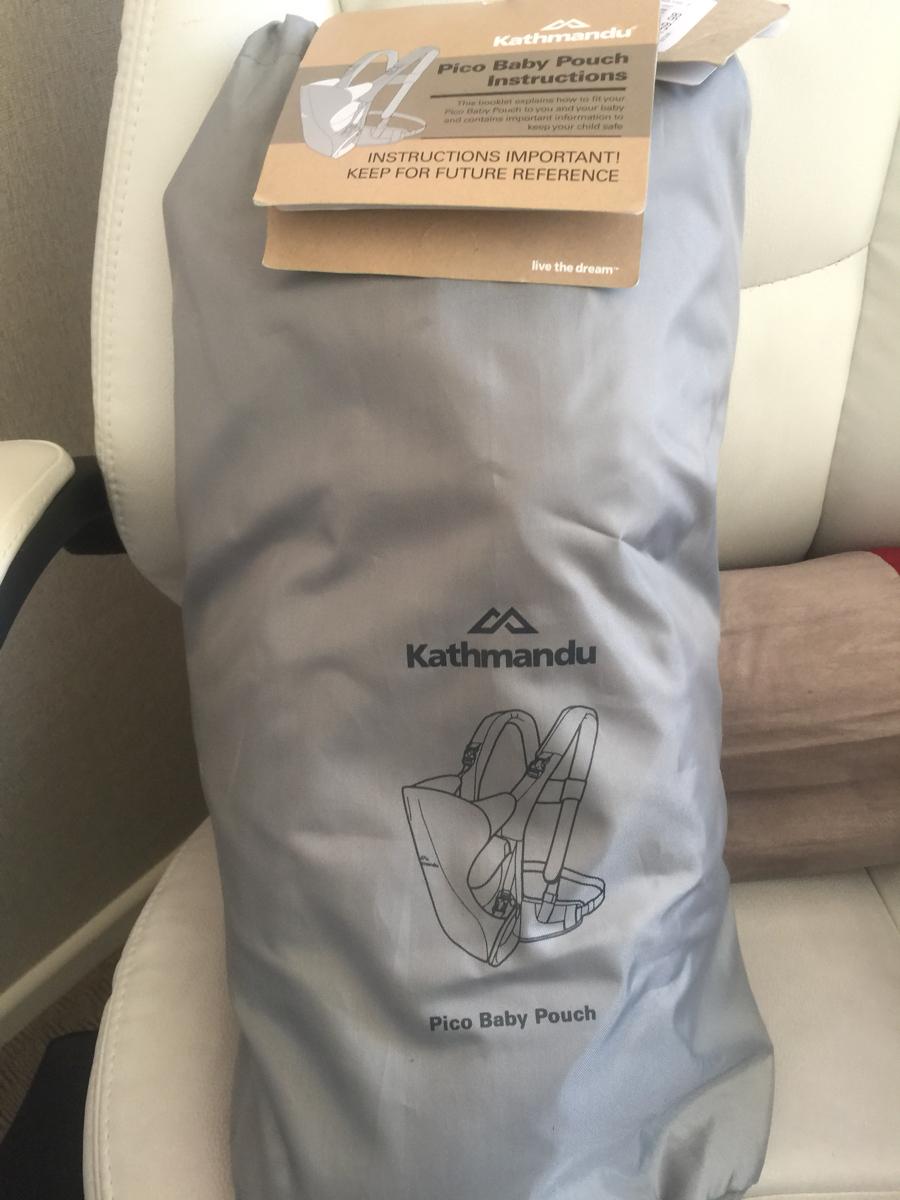 Kathmandu
Pico Baby Pouch
Instructions
This booklet explains how to fit your
Pico Baby Pouch to you and your baby
and contains important information to
keep your child safe
INSTRUCTIONS IMPORTANT!
KEEP FOR FUTURE REFERENCE
live the dream™
Kathmandu
Pico Baby Pouch